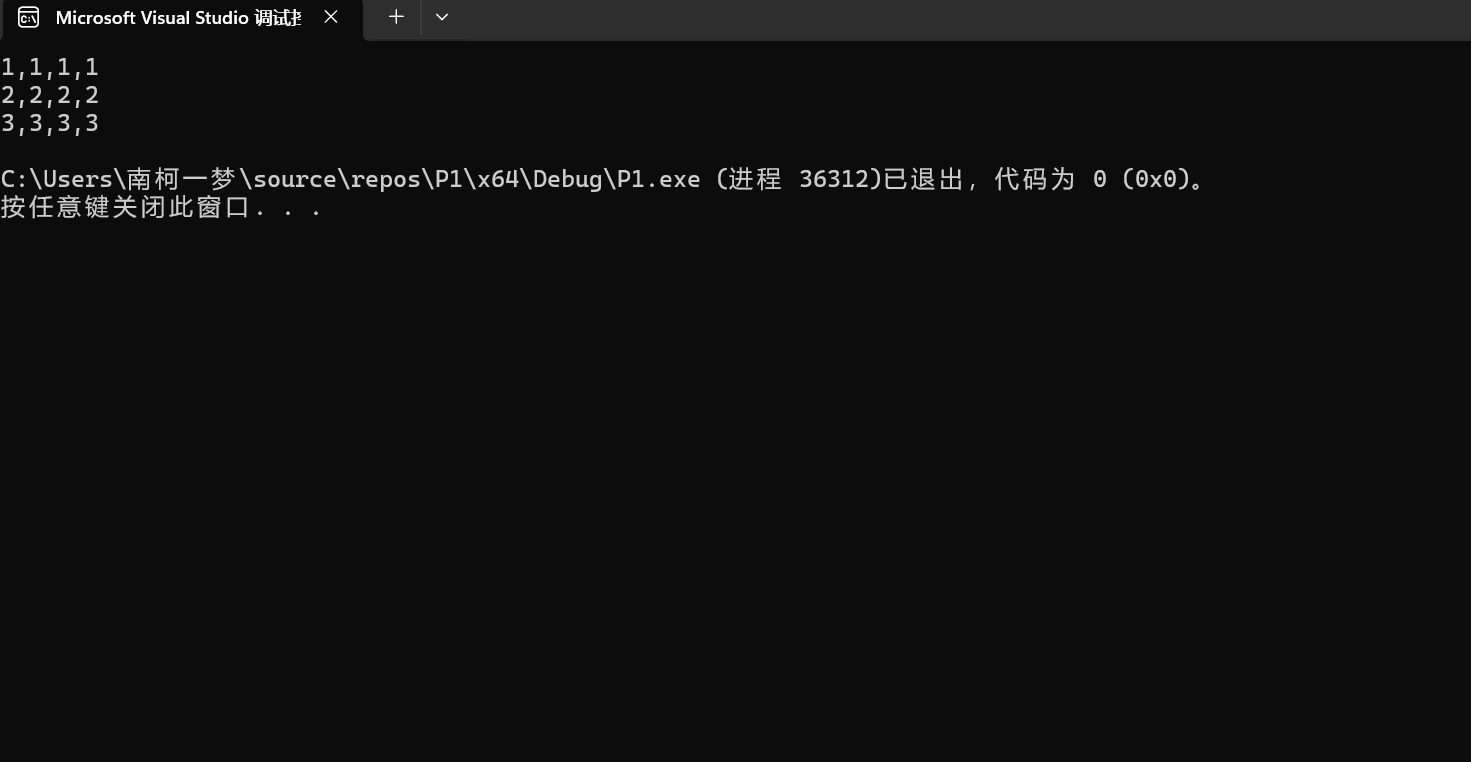 Microsoft Visual Studio 调试
1,1,1,1
2,2,2,2
3,3,3,3
C:\Users\南柯一梦\source\repos\P1\x64\Debug\P1.exe (进程 36312)已退出，代码为 0 (0x0)。
按任意键关闭此窗口. . .